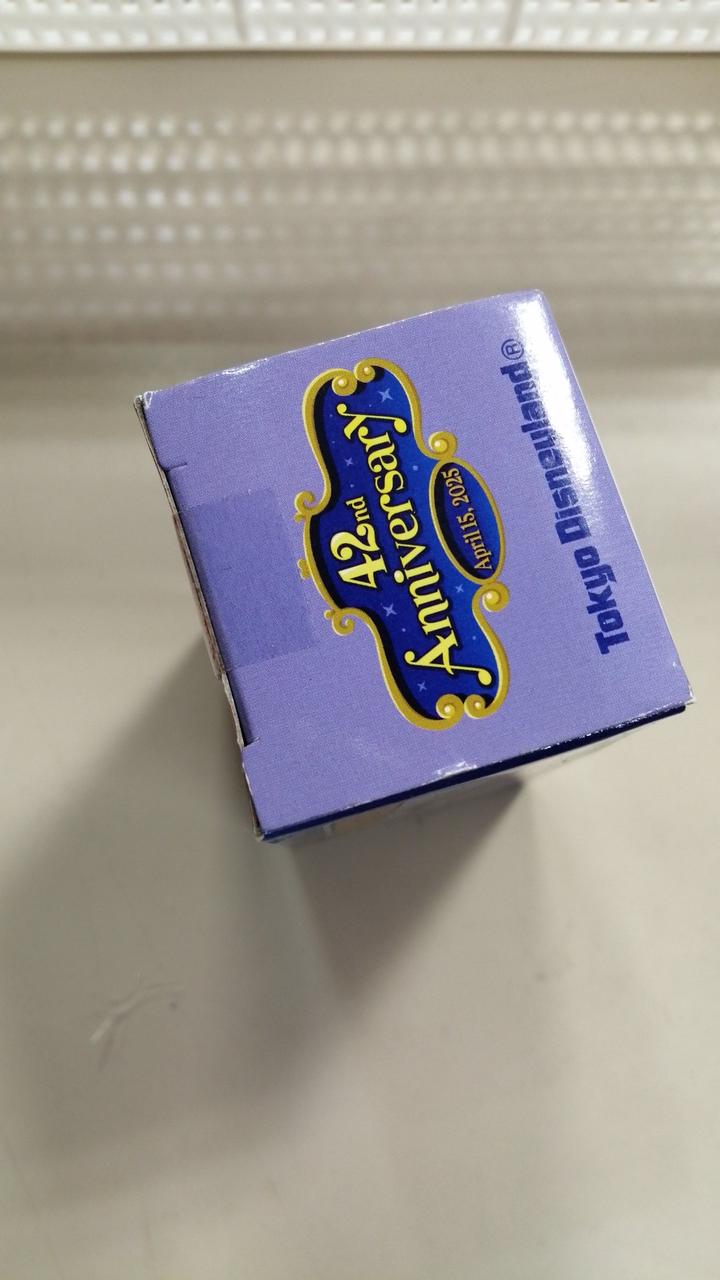 42nd
Anniversary
April 15, 2025
Tokyo Disneyland®